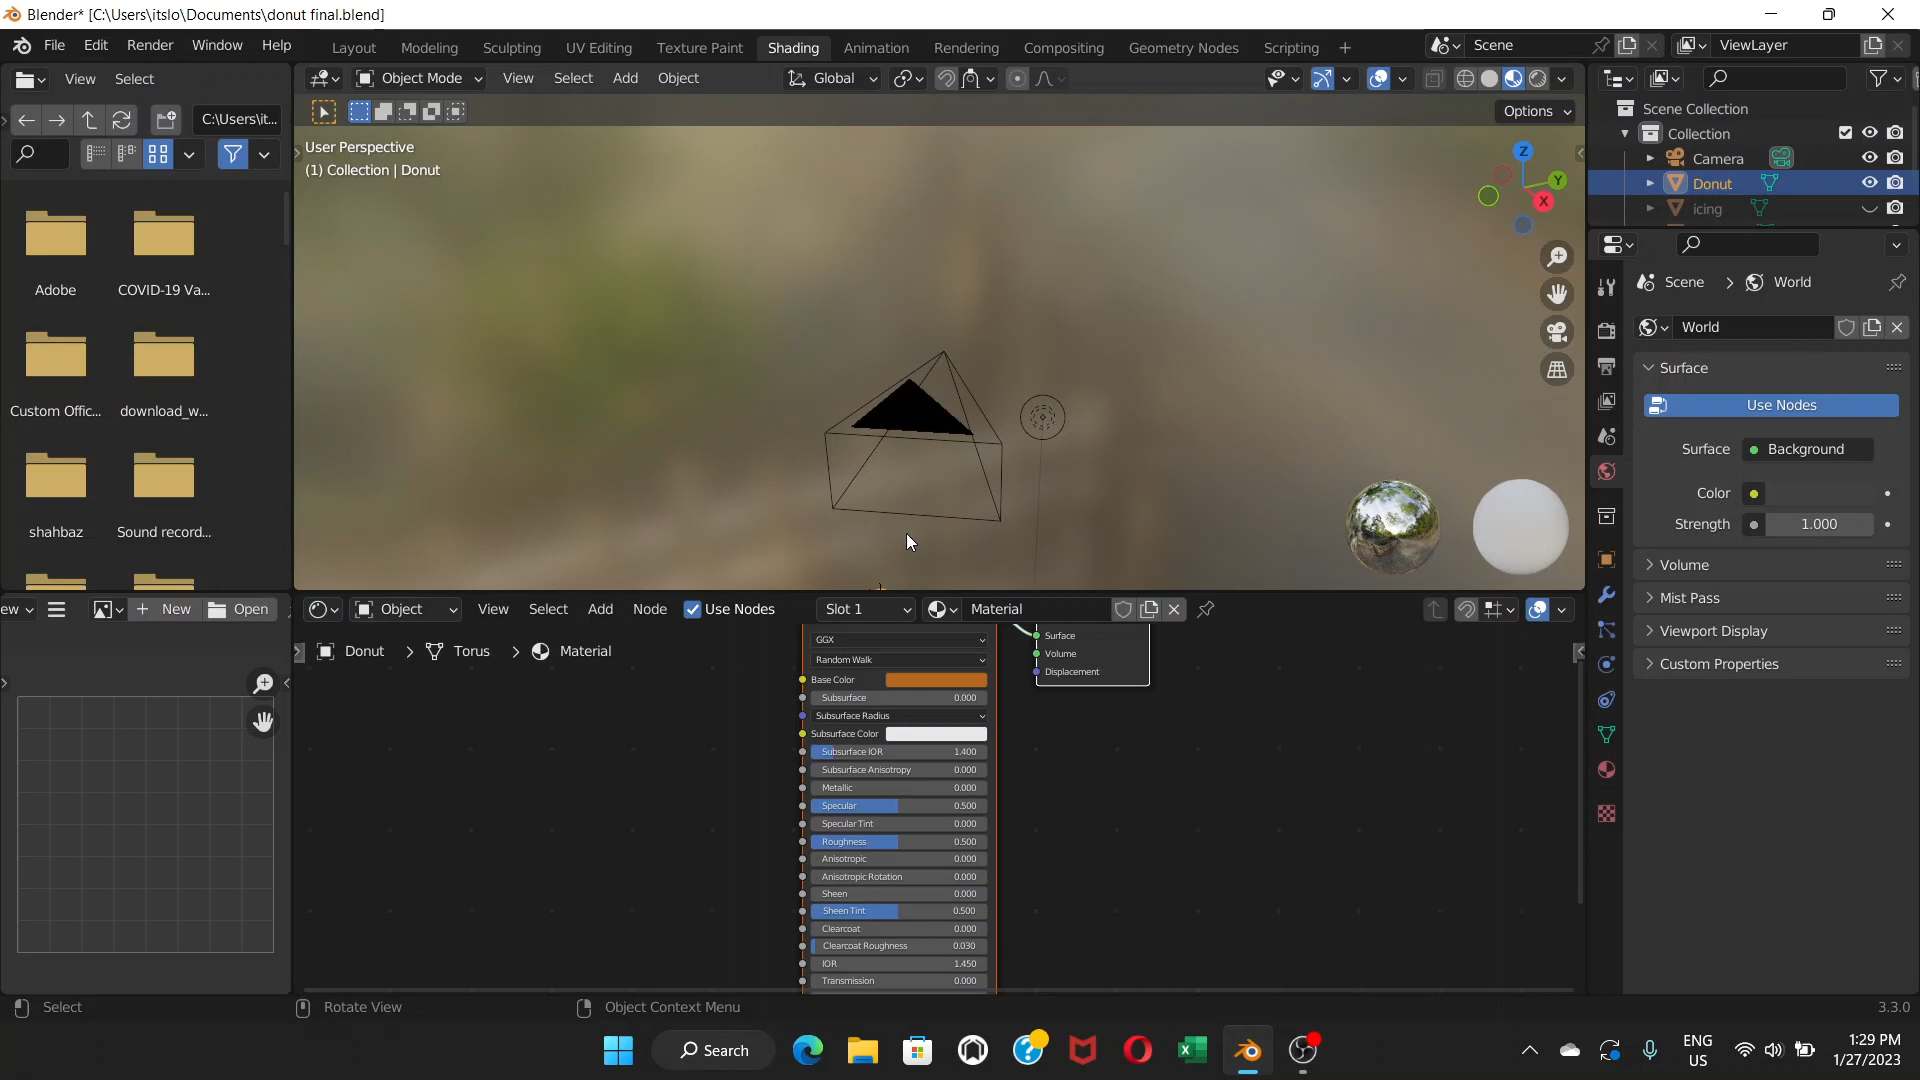 Blender* [C:\Users\itslo\Documents\donut final.blend]
File Edit Render Window Help
Layout Modeling Sculpting UV Editing Texture Paint Shading Animation Rendering Compositing Geometry Nodes Scripting +
Scene
ViewLayer
View Select
Object Mode View Select Add Object
Global
C:\Users\it...
Options
User Perspective
(1) Collection | Donut
Z
Y
X
Adobe
COVID-19 Va...
Custom Offic...
download_w...
shahbaz
Sound record...
Scene Collection
Collection
Camera
Donut
icing
Scene > World
World
Surface
Use Nodes
Surface Background
Color
Strength 1.000
Volume
Mist Pass
Viewport Display
Custom Properties
ew
New
Open
Object View Select Add Node Use Nodes Slot 1 Material
Donut > Torus > Material
GGX
Random Walk
Base Color
Subsurface 0.000
Subsurface Radius
Subsurface Color
Subsurface IOR 1.400
Subsurface Anisotropy 0.000
Metallic 0.000
Specular 0.500
Specular Tint 0.000
Roughness 0.500
Anisotropic 0.000
Anisotropic Rotation 0.000
Sheen 0.000
Sheen Tint 0.500
Clearcoat 0.000
Clearcoat Roughness 0.030
IOR 1.450
Transmission 0.000
Surface
Volume
Displacement
Select
Rotate View
Object Context Menu
3.3.0
Search
ENG
US
1:29 PM
1/27/2023